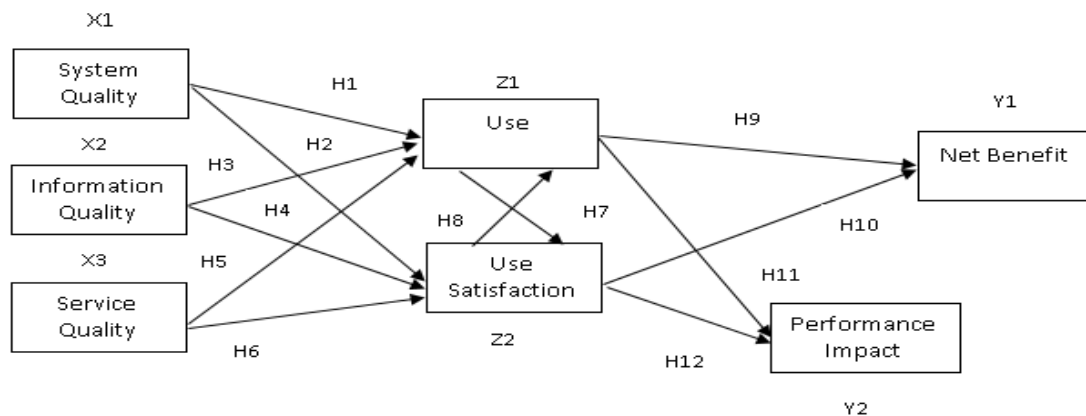 X1
System
Quality
H1
Z1
Use
Y1
H9
Net Benefit
X2
H3
H2
Information
Quality
H4
H8
H7
H10
X3
H5
Use
Satisfaction
Service
Quality
H11
Performance
Impact
H6
Z2
H12
Y2